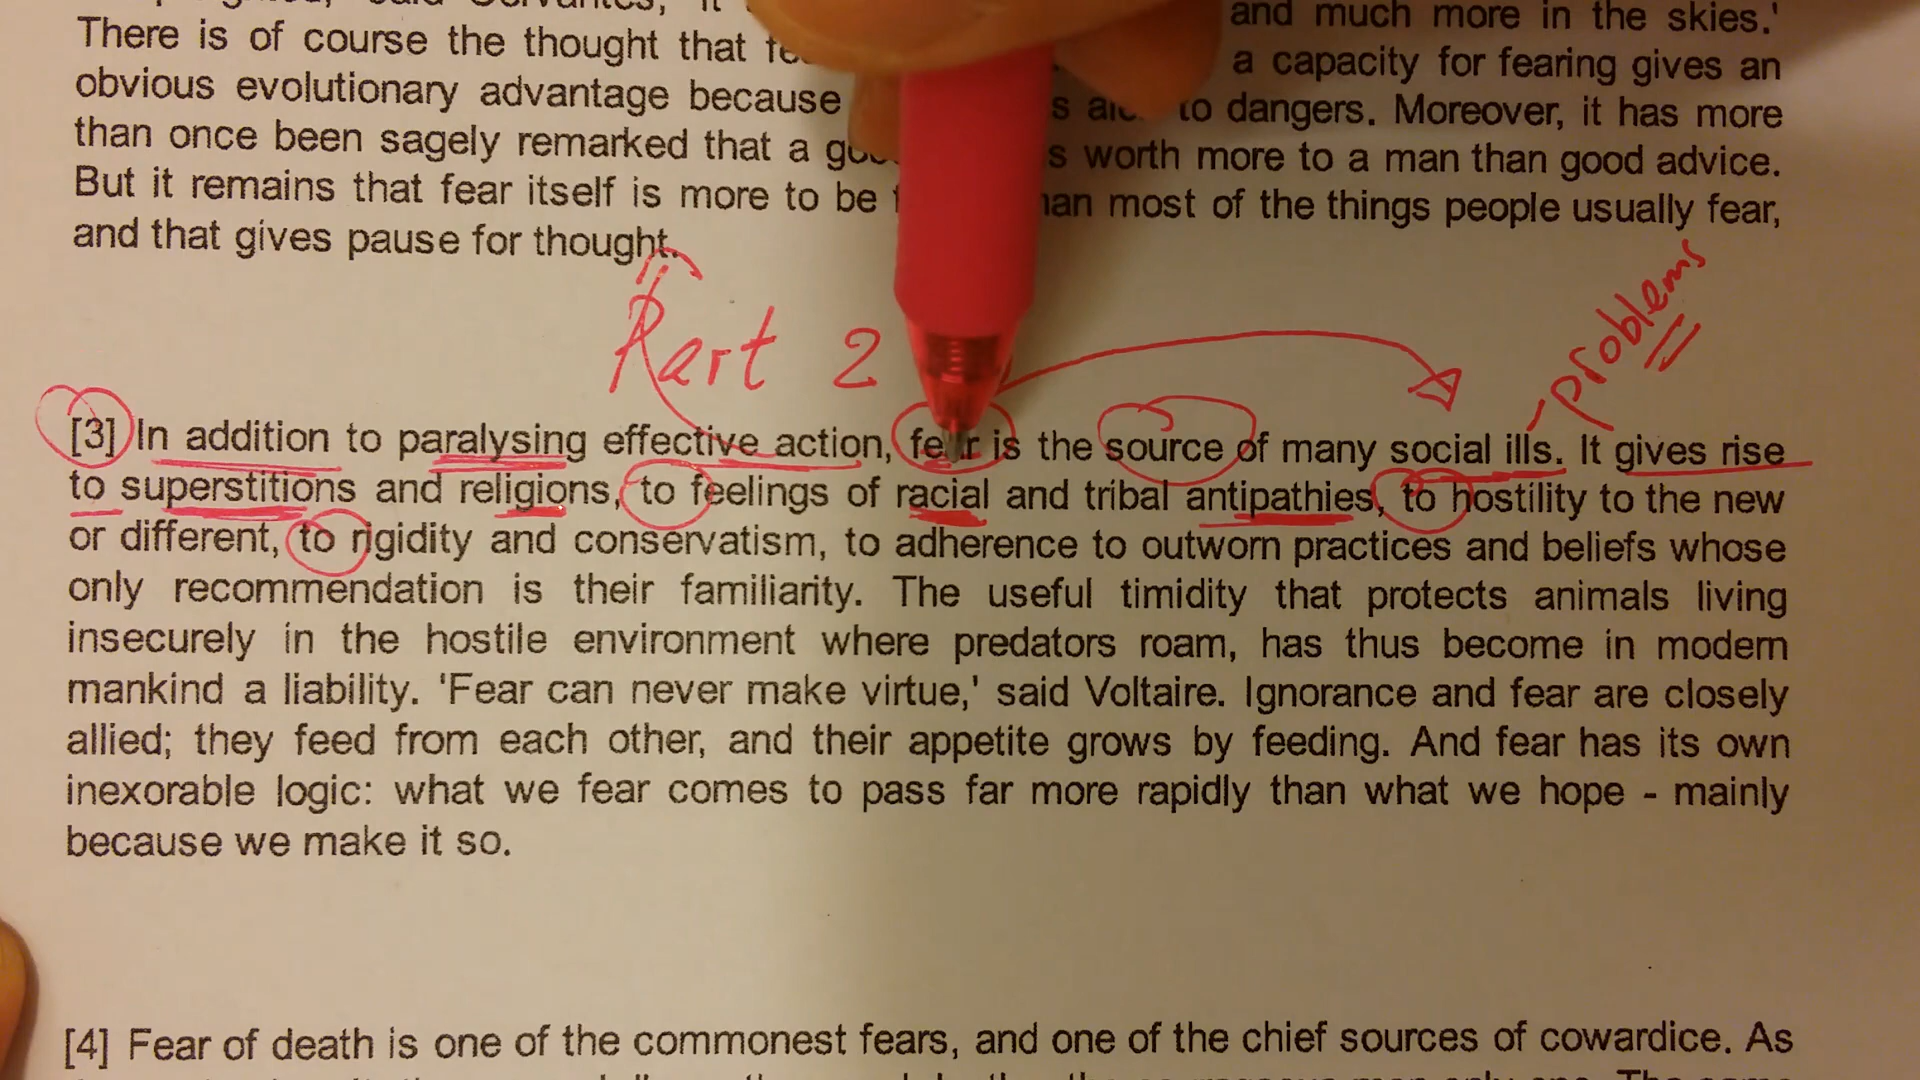 said Cervantes, it and much more in the skies.'
There is of course the thought that a capacity for fearing gives an
obvious evolutionary advantage because to dangers. Moreover, it has more
than once been sagely remarked that a worth more to a man than good advice.
But it remains that fear itself is more to be than most of the things people usually fear,
and that gives pause for thought.
problems
Part 2
[3] In addition to paralysing effective action, fear is the source of many social ills. It gives rise
to superstitions and religions, to feelings of racial and tribal antipathies, to hostility to the new
or different, to rigidity and conservatism, to adherence to outworn practices and beliefs whose
only recommendation is their familiarity. The useful timidity that protects animals living
insecurely in the hostile environment where predators roam, has thus become in modern
mankind a liability. 'Fear can never make virtue,' said Voltaire. Ignorance and fear are closely
allied; they feed from each other, and their appetite grows by feeding. And fear has its own
inexorable logic: what we fear comes to pass far more rapidly than what we hope - mainly
because we make it so.
[4] Fear of death is one of the commonest fears, and one of the chief sources of cowardice. As